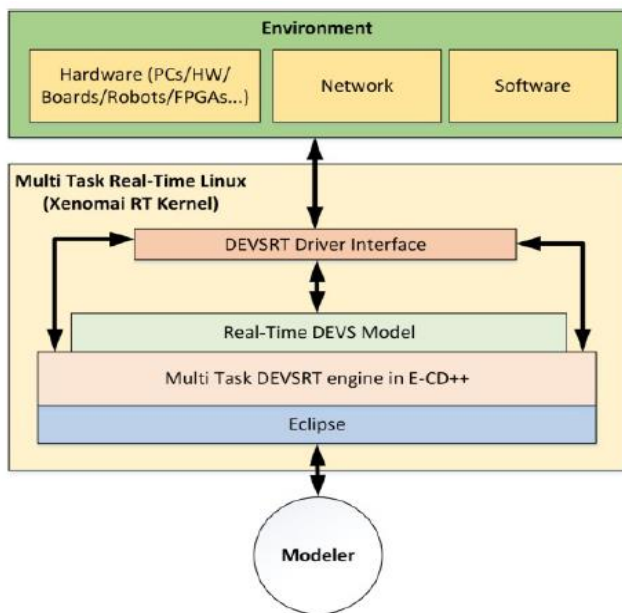 Environment
Hardware (PCs/HW/
Boards/Robots/FPGAs...)
Network
Software
Multi Task Real-Time Linux
(Xenomai RT Kernel)
DEVSRT Driver Interface
Real-Time DEVS Model
Multi Task DEVSRT engine in E-CD++
Eclipse
Modeler